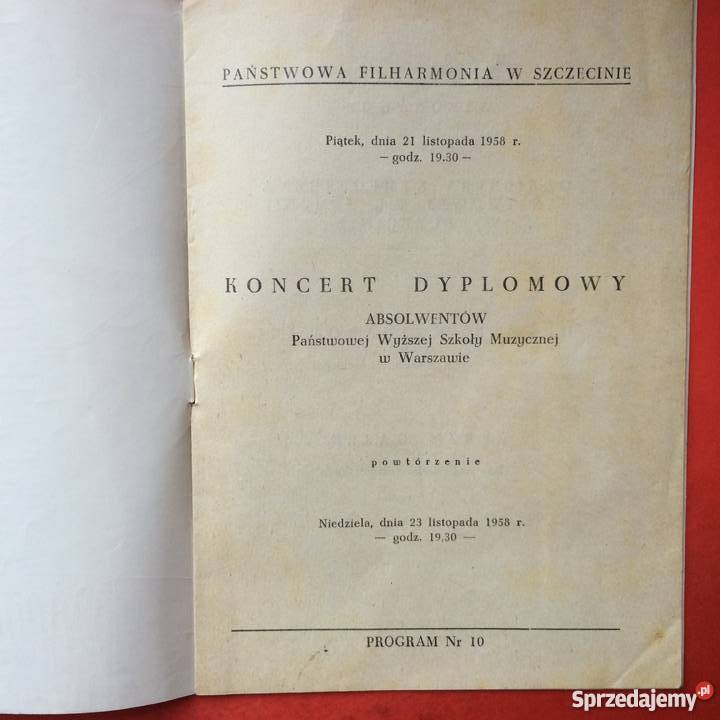 PAŃSTWOWA FILHARMONIA W SZCZECINIE
Piątek, dnia 21 listopada 1958 r.
— godz. 19.30 —
KONCERT DYPLOMOWY
ABSOLWENTÓW
Państwowej Wyższej Szkoły Muzycznej
w Warszawie
powtórzenie
Niedziela, dnia 23 listopada 1958 r.
— godz. 19.30 —
PROGRAM Nr 10
Sprzedajemy.pl